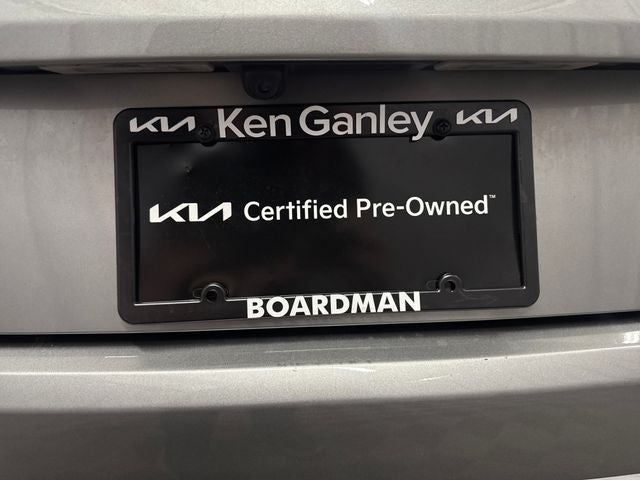 KIA Ken Ganley KIA
KIA Certified Pre-Owned™
BOARDMAN